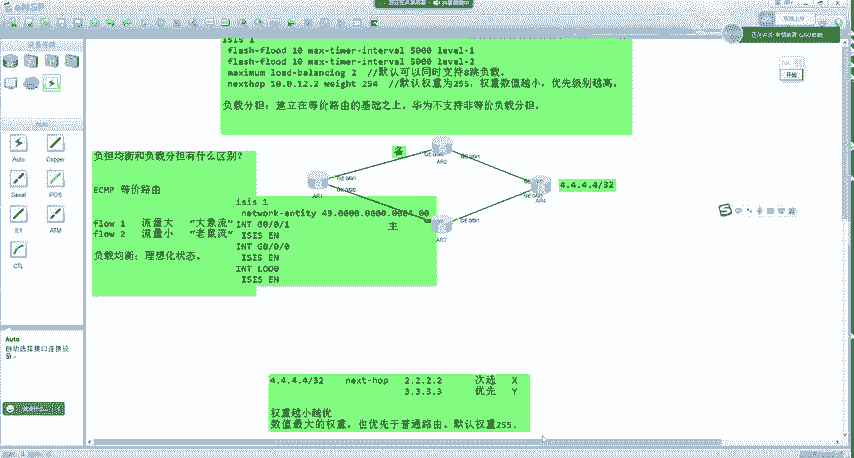 eNSP
isis 1
flash-flood 10 max-timer-interval 5000 level-1
flash-flood 10 max-timer-interval 5000 level-2
maximum load-balancing 2 //默认可以同时支持8跳负载.
nexthop 10.0.12.2 weight 254 //默认权重为255, 权重数值越小, 优先级别越高.
负载分担: 建立在等价路由的基础之上, 华为不支持非等价负载分担.
负担均衡和负载分担有什么区别?
ECMP 等价路由
flow 1 流量大 “大象流”
flow 2 流量小 “老鼠流”
负载均衡: 理想化状态.
isis 1
network-entity 49.0000.0000.0004.00
INT G0/0/1
ISIS EN
INT G0/0/0
ISIS EN
INT LOO0
ISIS EN
备
主
AR1
AR2
4.4.4.4/32
Auto
Copper
Serial
POS
E1
ATM
CTL
Auto
自动选择接口连接设备.
4.4.4.4/32 next-hop 2.2.2.2 次选 X
3.3.3.3 优先 Y
权重越小越优
数值最大的权重, 也优先于普通路由. 默认权重255.